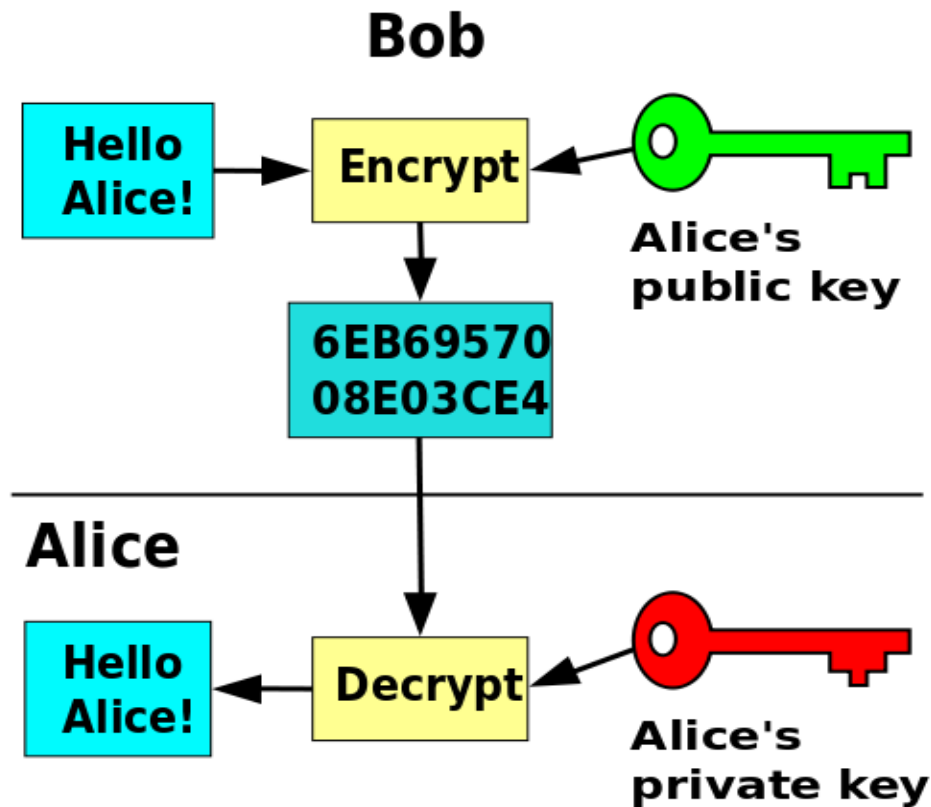 Bob
Hello
Alice!
Encrypt
Alice's
public key
6EB69570
08E03CE4
Alice
Hello
Alice!
Decrypt
Alice's
private key